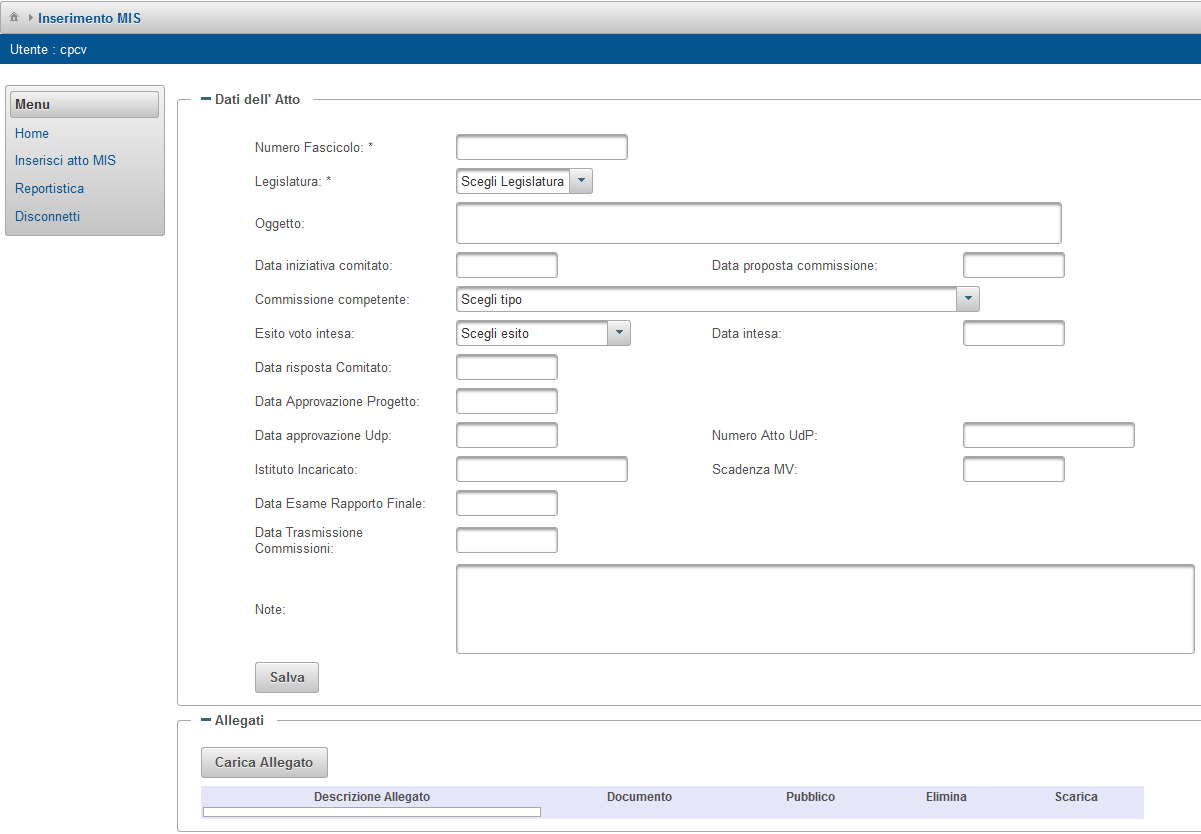 Inserimento MIS
Utente : cpcv
Menu
Home
Inserisci atto MIS
Reportistica
Disconnetti
Dati dell' Atto
Numero Fascicolo: *
Legislatura: * Scegli Legislatura
Oggetto:
Data iniziativa comitato: Data proposta commissione:
Commissione competente: Scegli tipo
Esito voto intesa: Scegli esito Data intesa:
Data risposta Comitato:
Data Approvazione Progetto:
Data approvazione Udp: Numero Atto UdP:
Istituto Incaricato: Scadenza MV:
Data Esame Rapporto Finale:
Data Trasmissione
Commissioni:
Note:
Salva
Allegati
Carica Allegato
Descrizione Allegato Documento Pubblico Elimina Scarica